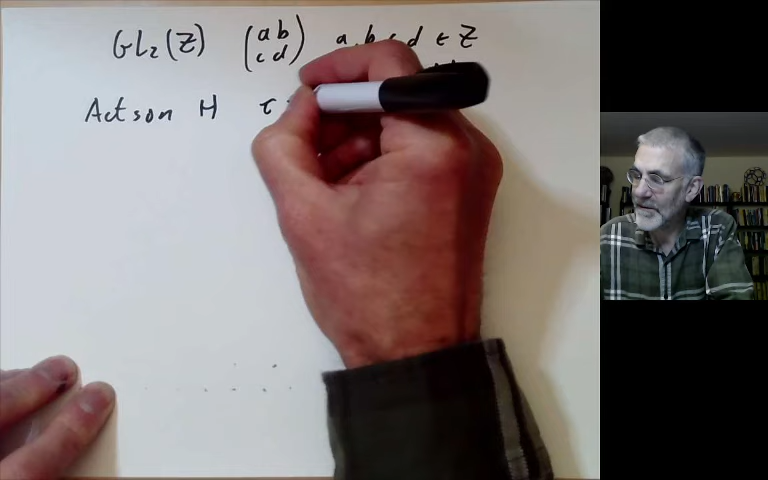 GL₂(Z) (a b
c d) a, b, c, d ∈ Z
Acts on H τ